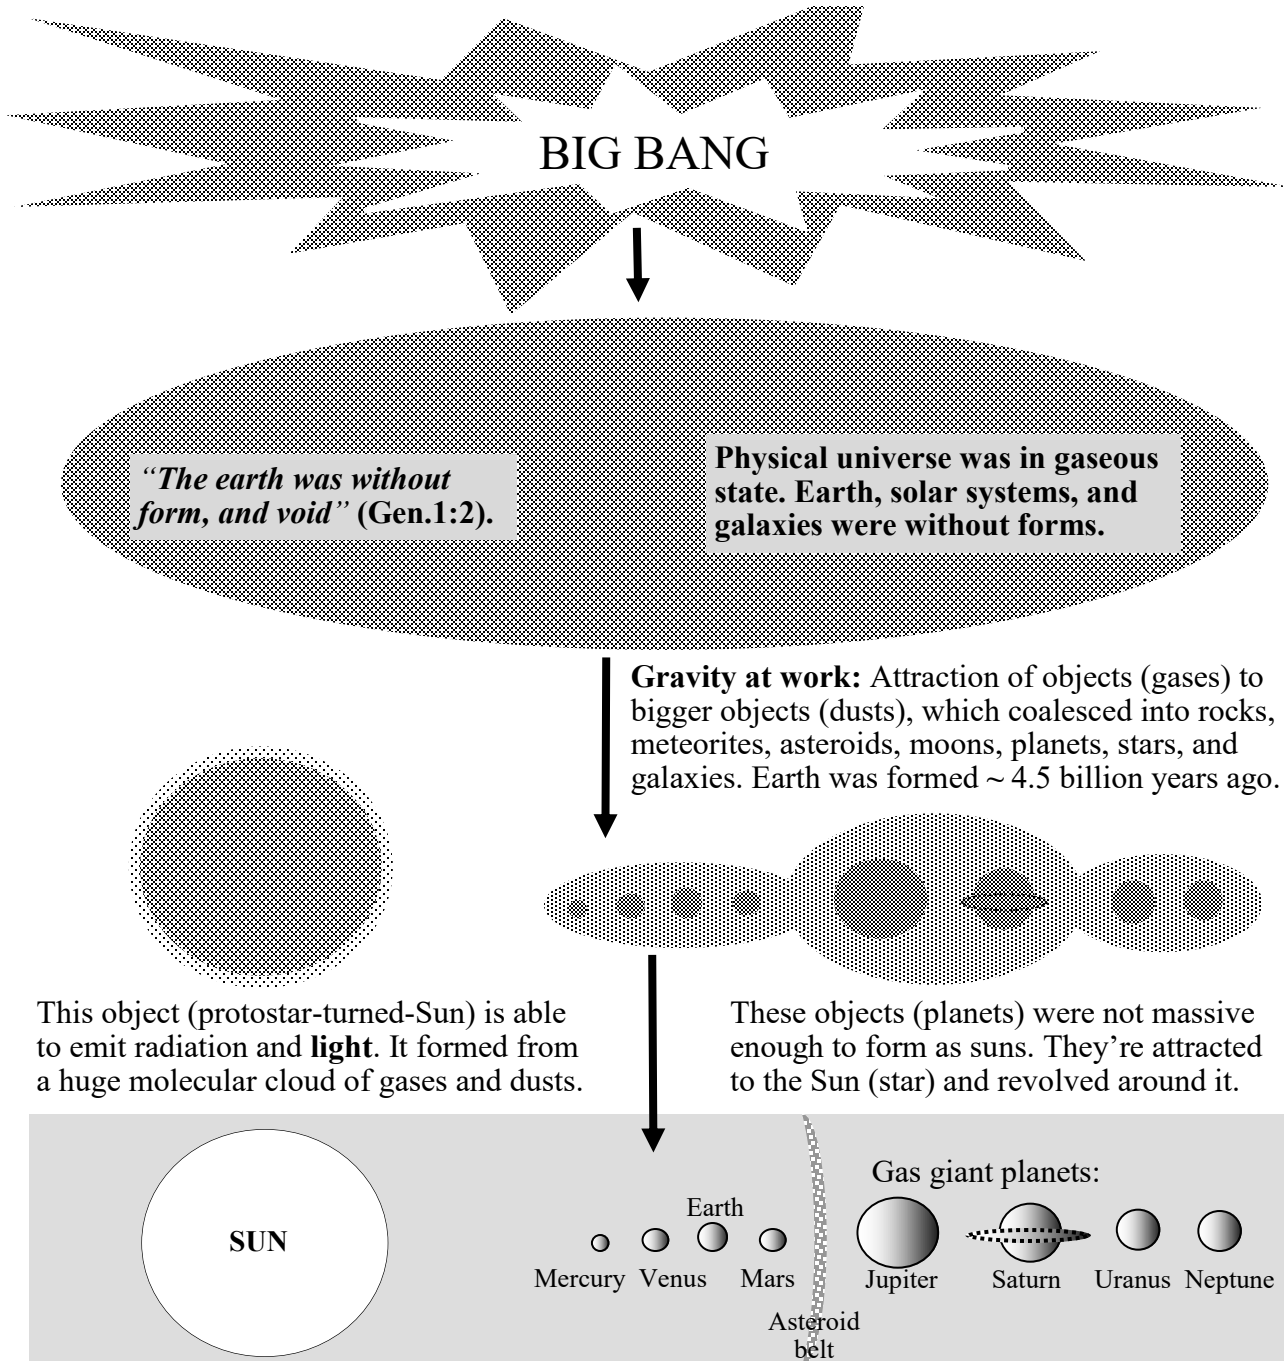 BIG BANG
“The earth was without
form, and void” (Gen.1:2).
Physical universe was in gaseous
state. Earth, solar systems, and
galaxies were without forms.
Gravity at work: Attraction of objects (gases) to
bigger objects (dusts), which coalesced into rocks,
meteorites, asteroids, moons, planets, stars, and
galaxies. Earth was formed ~ 4.5 billion years ago.
This object (protostar-turned-Sun) is able
to emit radiation and light. It formed from
a huge molecular cloud of gases and dusts.
These objects (planets) were not massive
enough to form as suns. They’re attracted
to the Sun (star) and revolved around it.
Gas giant planets:
Earth
SUN
Mercury Venus Mars Jupiter Saturn Uranus Neptune
Asteroid
belt